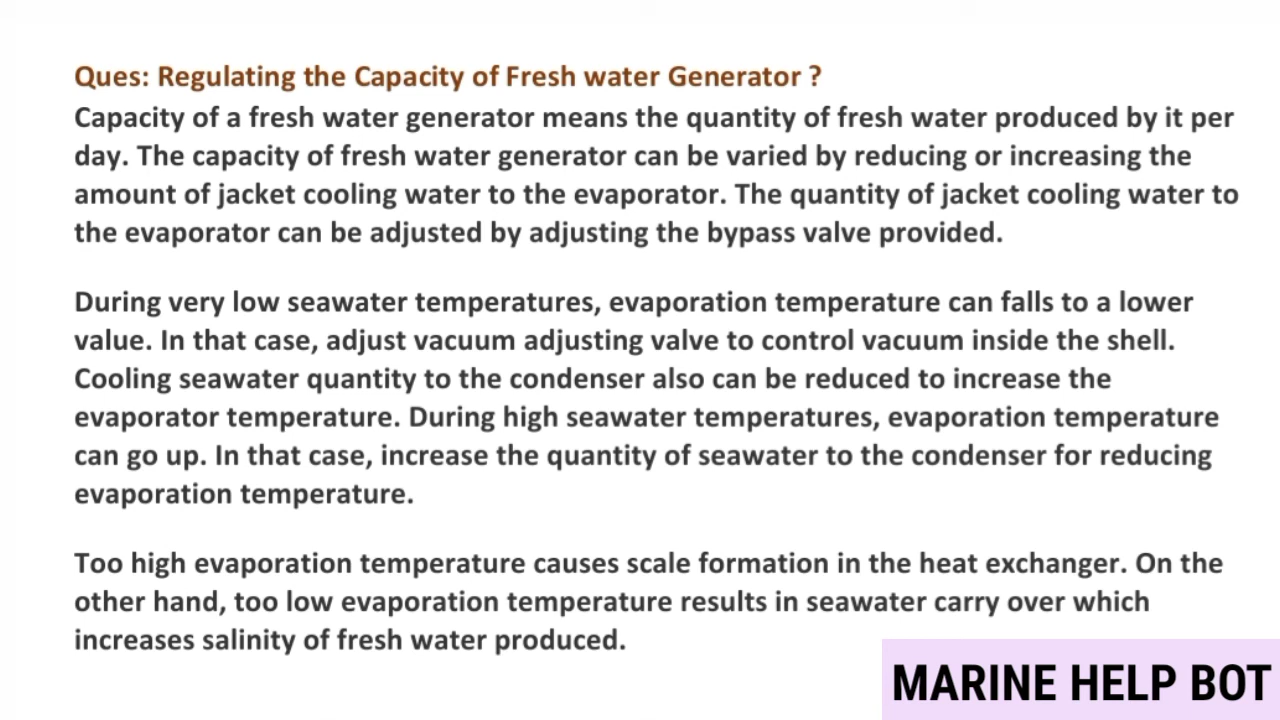 Ques: Regulating the Capacity of Fresh water Generator ?
Capacity of a fresh water generator means the quantity of fresh water produced by it per
day. The capacity of fresh water generator can be varied by reducing or increasing the
amount of jacket cooling water to the evaporator. The quantity of jacket cooling water to
the evaporator can be adjusted by adjusting the bypass valve provided.
During very low seawater temperatures, evaporation temperature can falls to a lower
value. In that case, adjust vacuum adjusting valve to control vacuum inside the shell.
Cooling seawater quantity to the condenser also can be reduced to increase the
evaporator temperature. During high seawater temperatures, evaporation temperature
can go up. In that case, increase the quantity of seawater to the condenser for reducing
evaporation temperature.
Too high evaporation temperature causes scale formation in the heat exchanger. On the
other hand, too low evaporation temperature results in seawater carry over which
increases salinity of fresh water produced.
MARINE HELP BOT